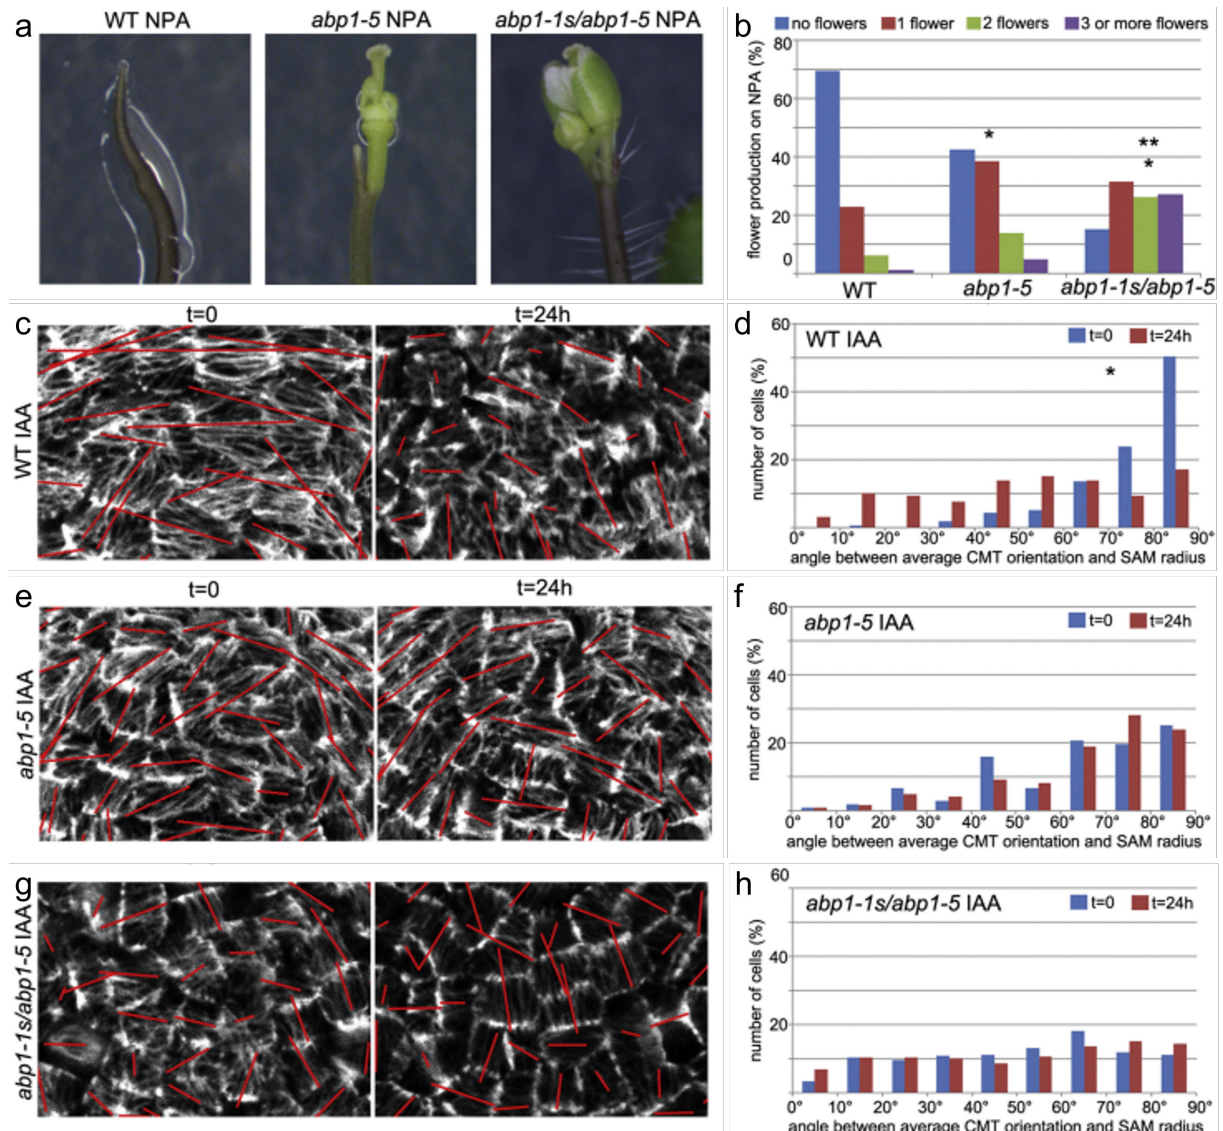 a
WT NPA
abp1-5 NPA
abp1-1s/abp1-5 NPA
b
no flowers
1 flower
2 flowers
3 or more flowers
flower production on NPA (%)
80
60
40
20
0
*
**
*
WT
abp1-5
abp1-1s/abp1-5
c
t=0
t=24h
WT IAA
d
WT IAA
t=0
t=24h
*
number of cells (%)
60
40
20
0° 10° 20° 30° 40° 50° 60° 70° 80° 90°
angle between average CMT orientation and SAM radius
e
t=0
t=24h
abp1-5 IAA
f
abp1-5 IAA
t=0
t=24h
number of cells (%)
60
40
20
0° 10° 20° 30° 40° 50° 60° 70° 80° 90°
angle between average CMT orientation and SAM radius
g
abp1-1s/abp1-5 IAA
h
abp1-1s/abp1-5 IAA
t=0
t=24h
number of cells (%)
60
40
20
0° 10° 20° 30° 40° 50° 60° 70° 80° 90°
angle between average CMT orientation and SAM radius